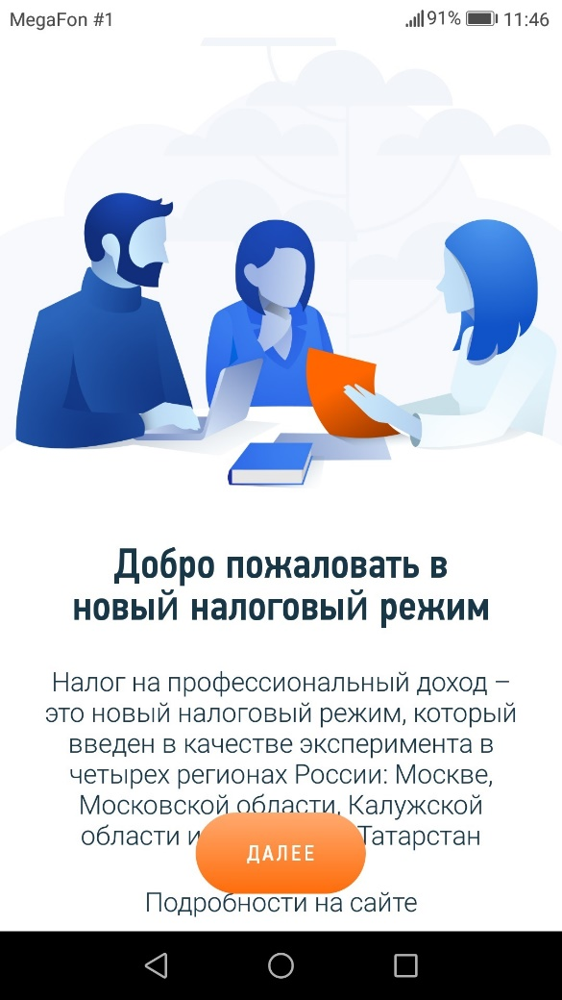 MegaFon #1
91%
11:46
Добро пожаловать в
новый налоговый режим
Налог на профессиональный доход –
это новый налоговый режим, который
введен в качестве эксперимента в
четырех регионах России: Москве,
Московской области, Калужской
области и Татарстан
ДАЛЕЕ
Подробности на сайте